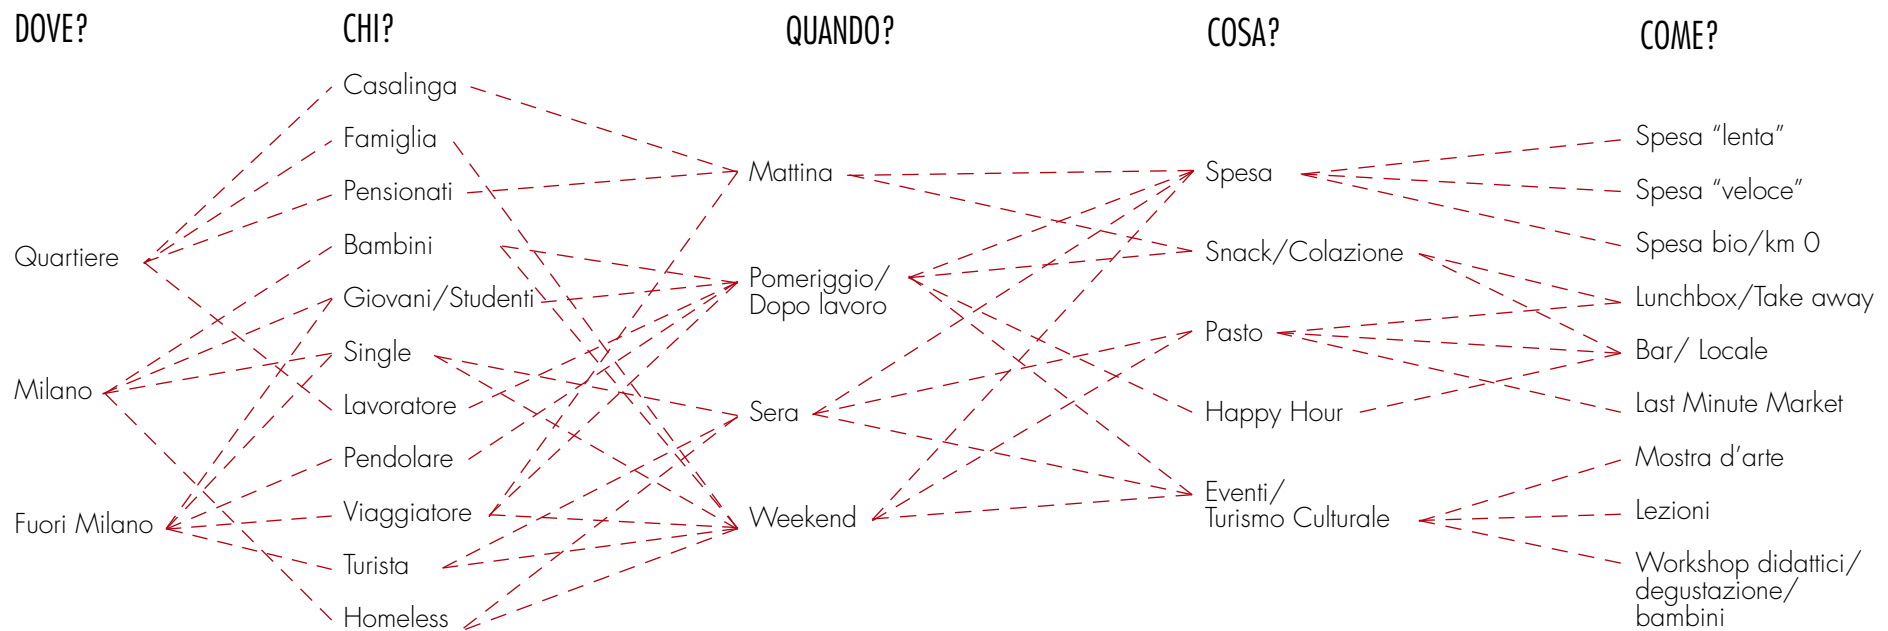 DOVE?
CHI?
QUANDO?
COSA?
COME?
Quartiere
Milano
Fuori Milano
Casalinga
Famiglia
Pensionati
Bambini
Giovani/Studenti
Single
Lavoratore
Pendolare
Viaggiatore
Turista
Homeless
Mattina
Pomeriggio/
Dopo lavoro
Sera
Weekend
Spesa
Snack/Colazione
Pasto
Happy Hour
Eventi/
Turismo Culturale
Spesa “lenta”
Spesa “veloce”
Spesa bio/km 0
Lunchbox/Take away
Bar/ Locale
Last Minute Market
Mostra d’arte
Lezioni
Workshop didattici/
degustazione/
bambini